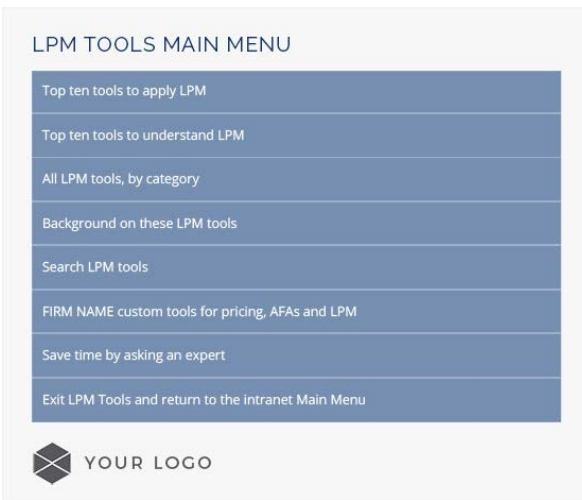 LPM TOOLS MAIN MENU
Top ten tools to apply LPM
Top ten tools to understand LPM
All LPM tools, by category
Background on these LPM tools
Search LPM tools
FIRM NAME custom tools for pricing, AFAs and LPM
Save time by asking an expert
Exit LPM Tools and return to the intranet Main Menu
YOUR LOGO